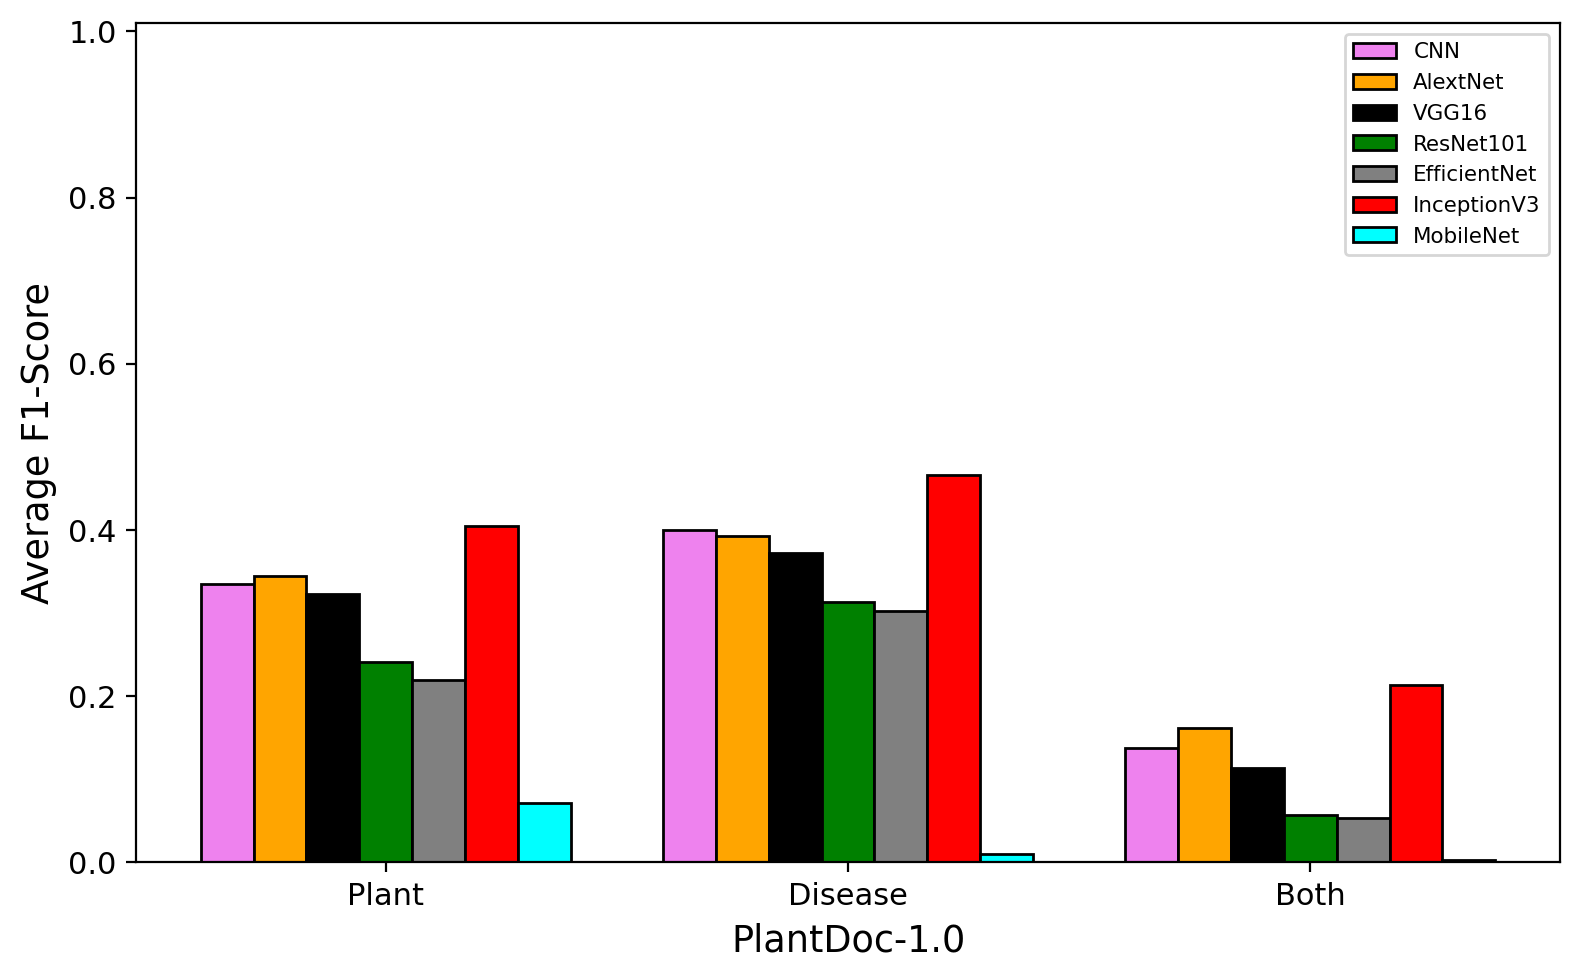 1.0
0.8
0.6
0.4
0.2
0.0
Average F1-Score
CNN
AlextNet
VGG16
ResNet101
EfficientNet
InceptionV3
MobileNet
Plant
Disease
Both
PlantDoc-1.0